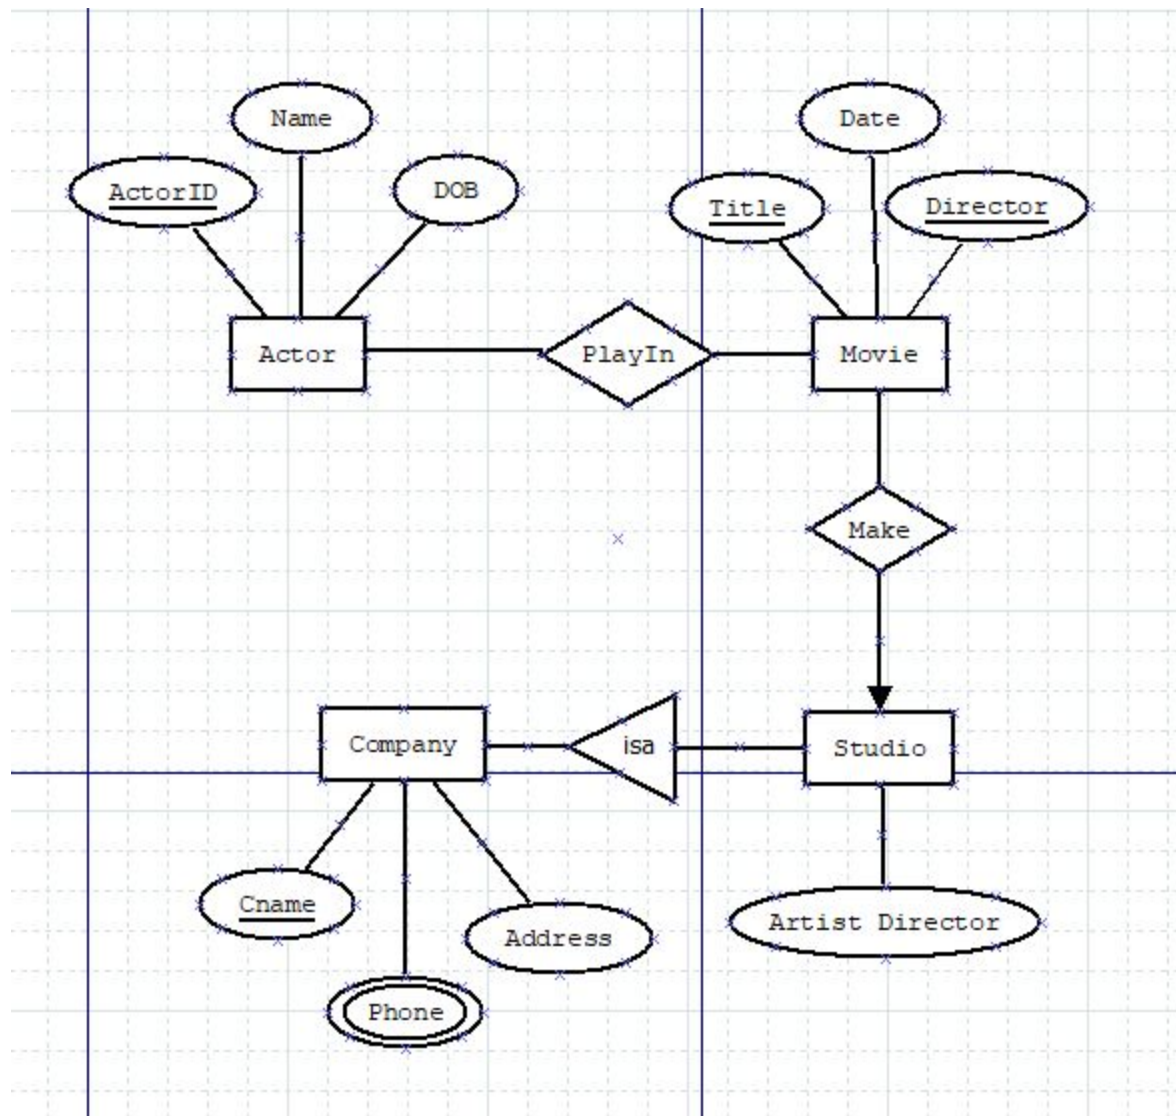 Name
Date
ActorID
DOB
Title
Director
Actor
PlayIn
Movie
Make
Company
isa
Studio
Cname
Address
Artist Director
Phone